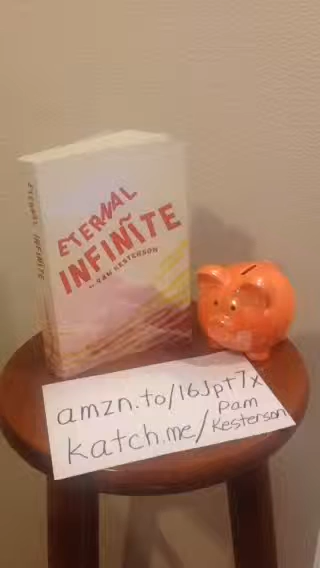 ETERNAL INFINITE
ETERNAL
INFINITE
BY PAM KESTERSON
amzn.to/16Jpt7x
katch.me/Pam
Kesterson